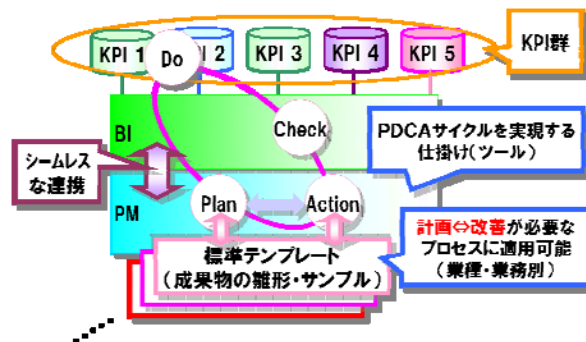 KPI 1
KPI 2
KPI 3
KPI 4
KPI 5
KPI群
Do
BI
Check
PDCAサイクルを実現する
仕掛け(ツール)
シームレス
な連携
PM
Plan
Action
計画⇔改善が必要な
プロセスに適用可能
(業種・業務別)
標準テンプレート
(成果物の雛形・サンプル)